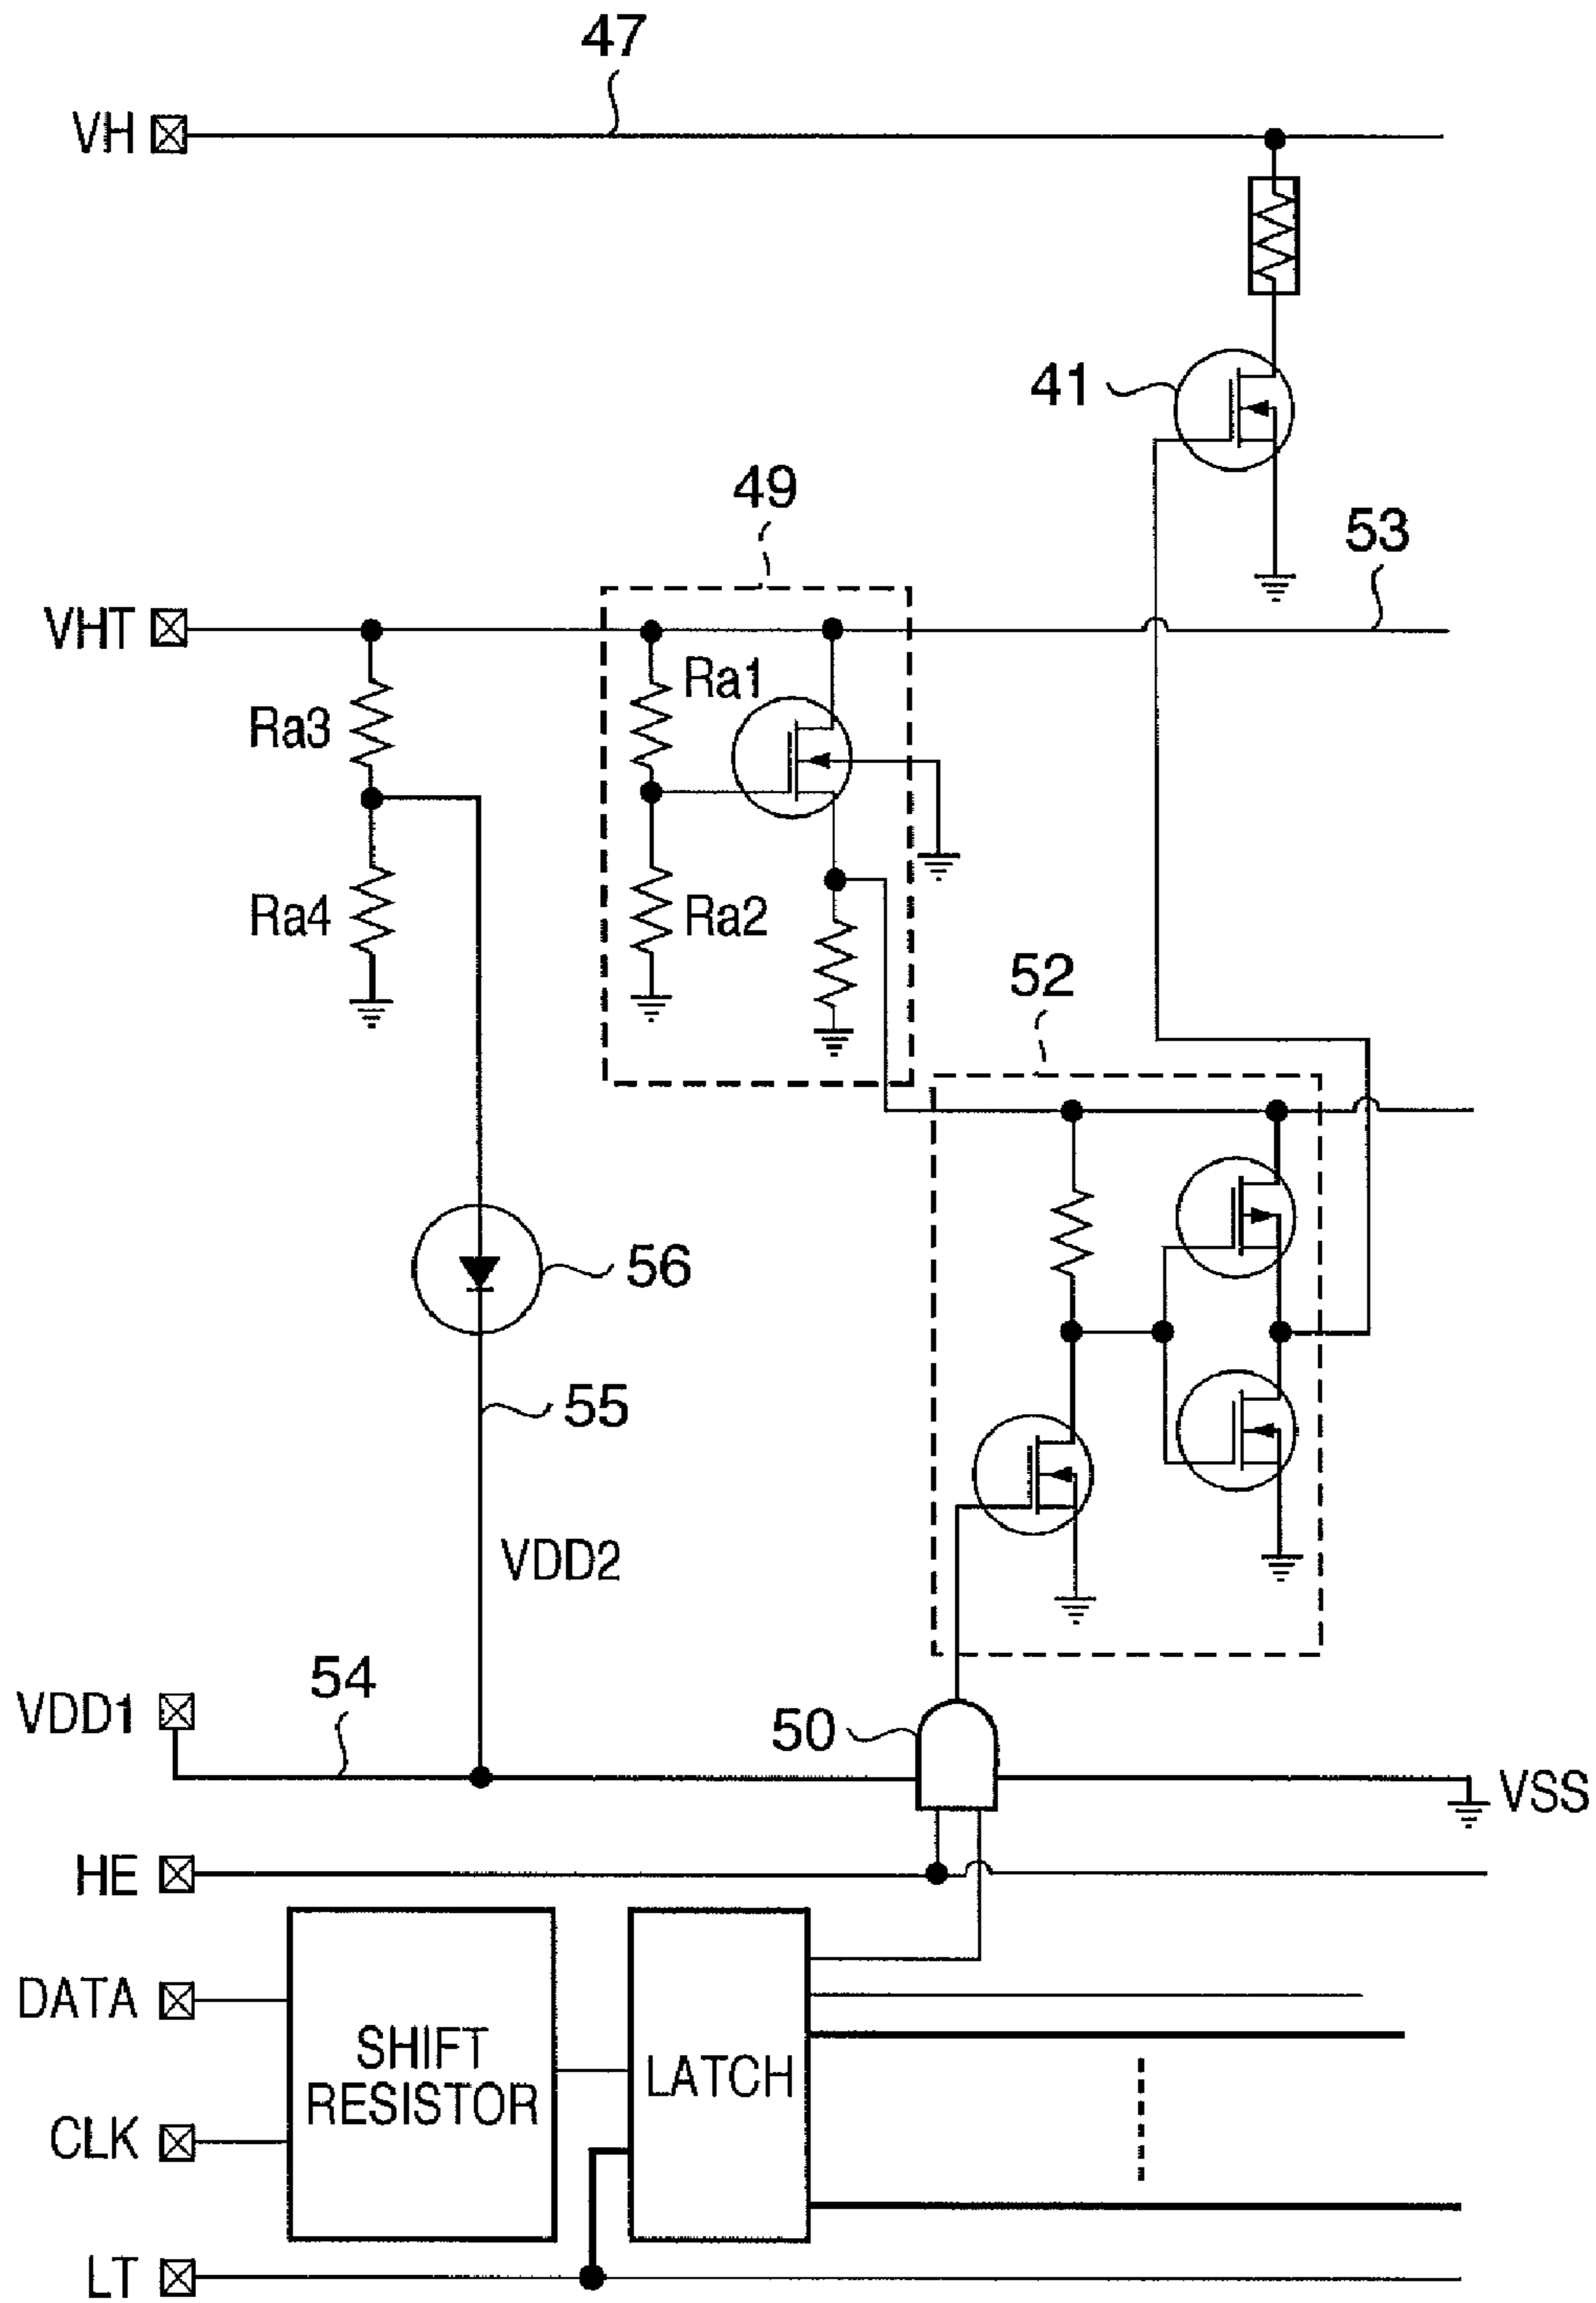 47
VH
41
49
53
VHT
Ra1
Ra3
Ra2
Ra4
52
56
55
VDD2
54
VDD1
50
VSS
HE
DATA
SHIFT
RESISTOR
LATCH
CLK
LT